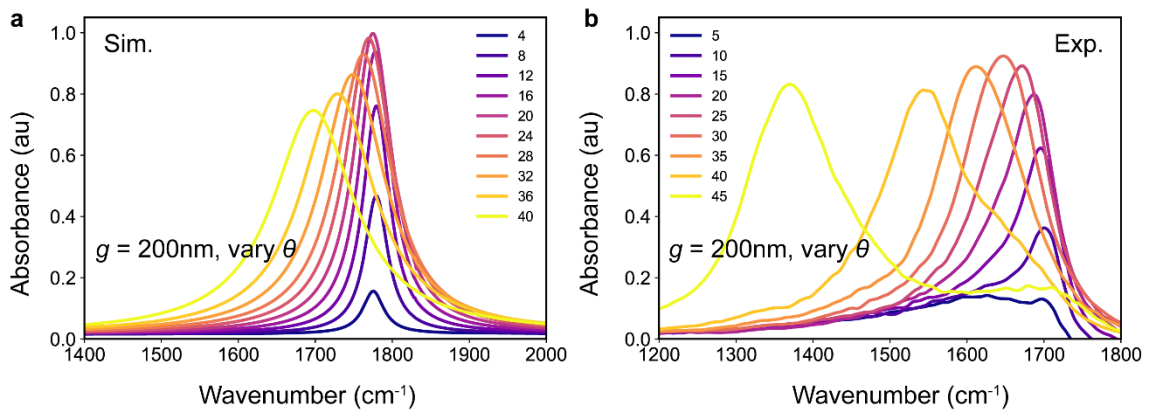 a
Sim.
4
8
12
16
20
24
28
32
36
40
g = 200nm, vary θ
Absorbance (au)
1.0
0.8
0.6
0.4
0.2
0.0
1400 1500 1600 1700 1800 1900 2000
Wavenumber (cm⁻¹)
b
Exp.
5
10
15
20
25
30
35
40
45
g = 200nm, vary θ
Absorbance (au)
1.0
0.8
0.6
0.4
0.2
0.0
1200 1300 1400 1500 1600 1700 1800
Wavenumber (cm⁻¹)